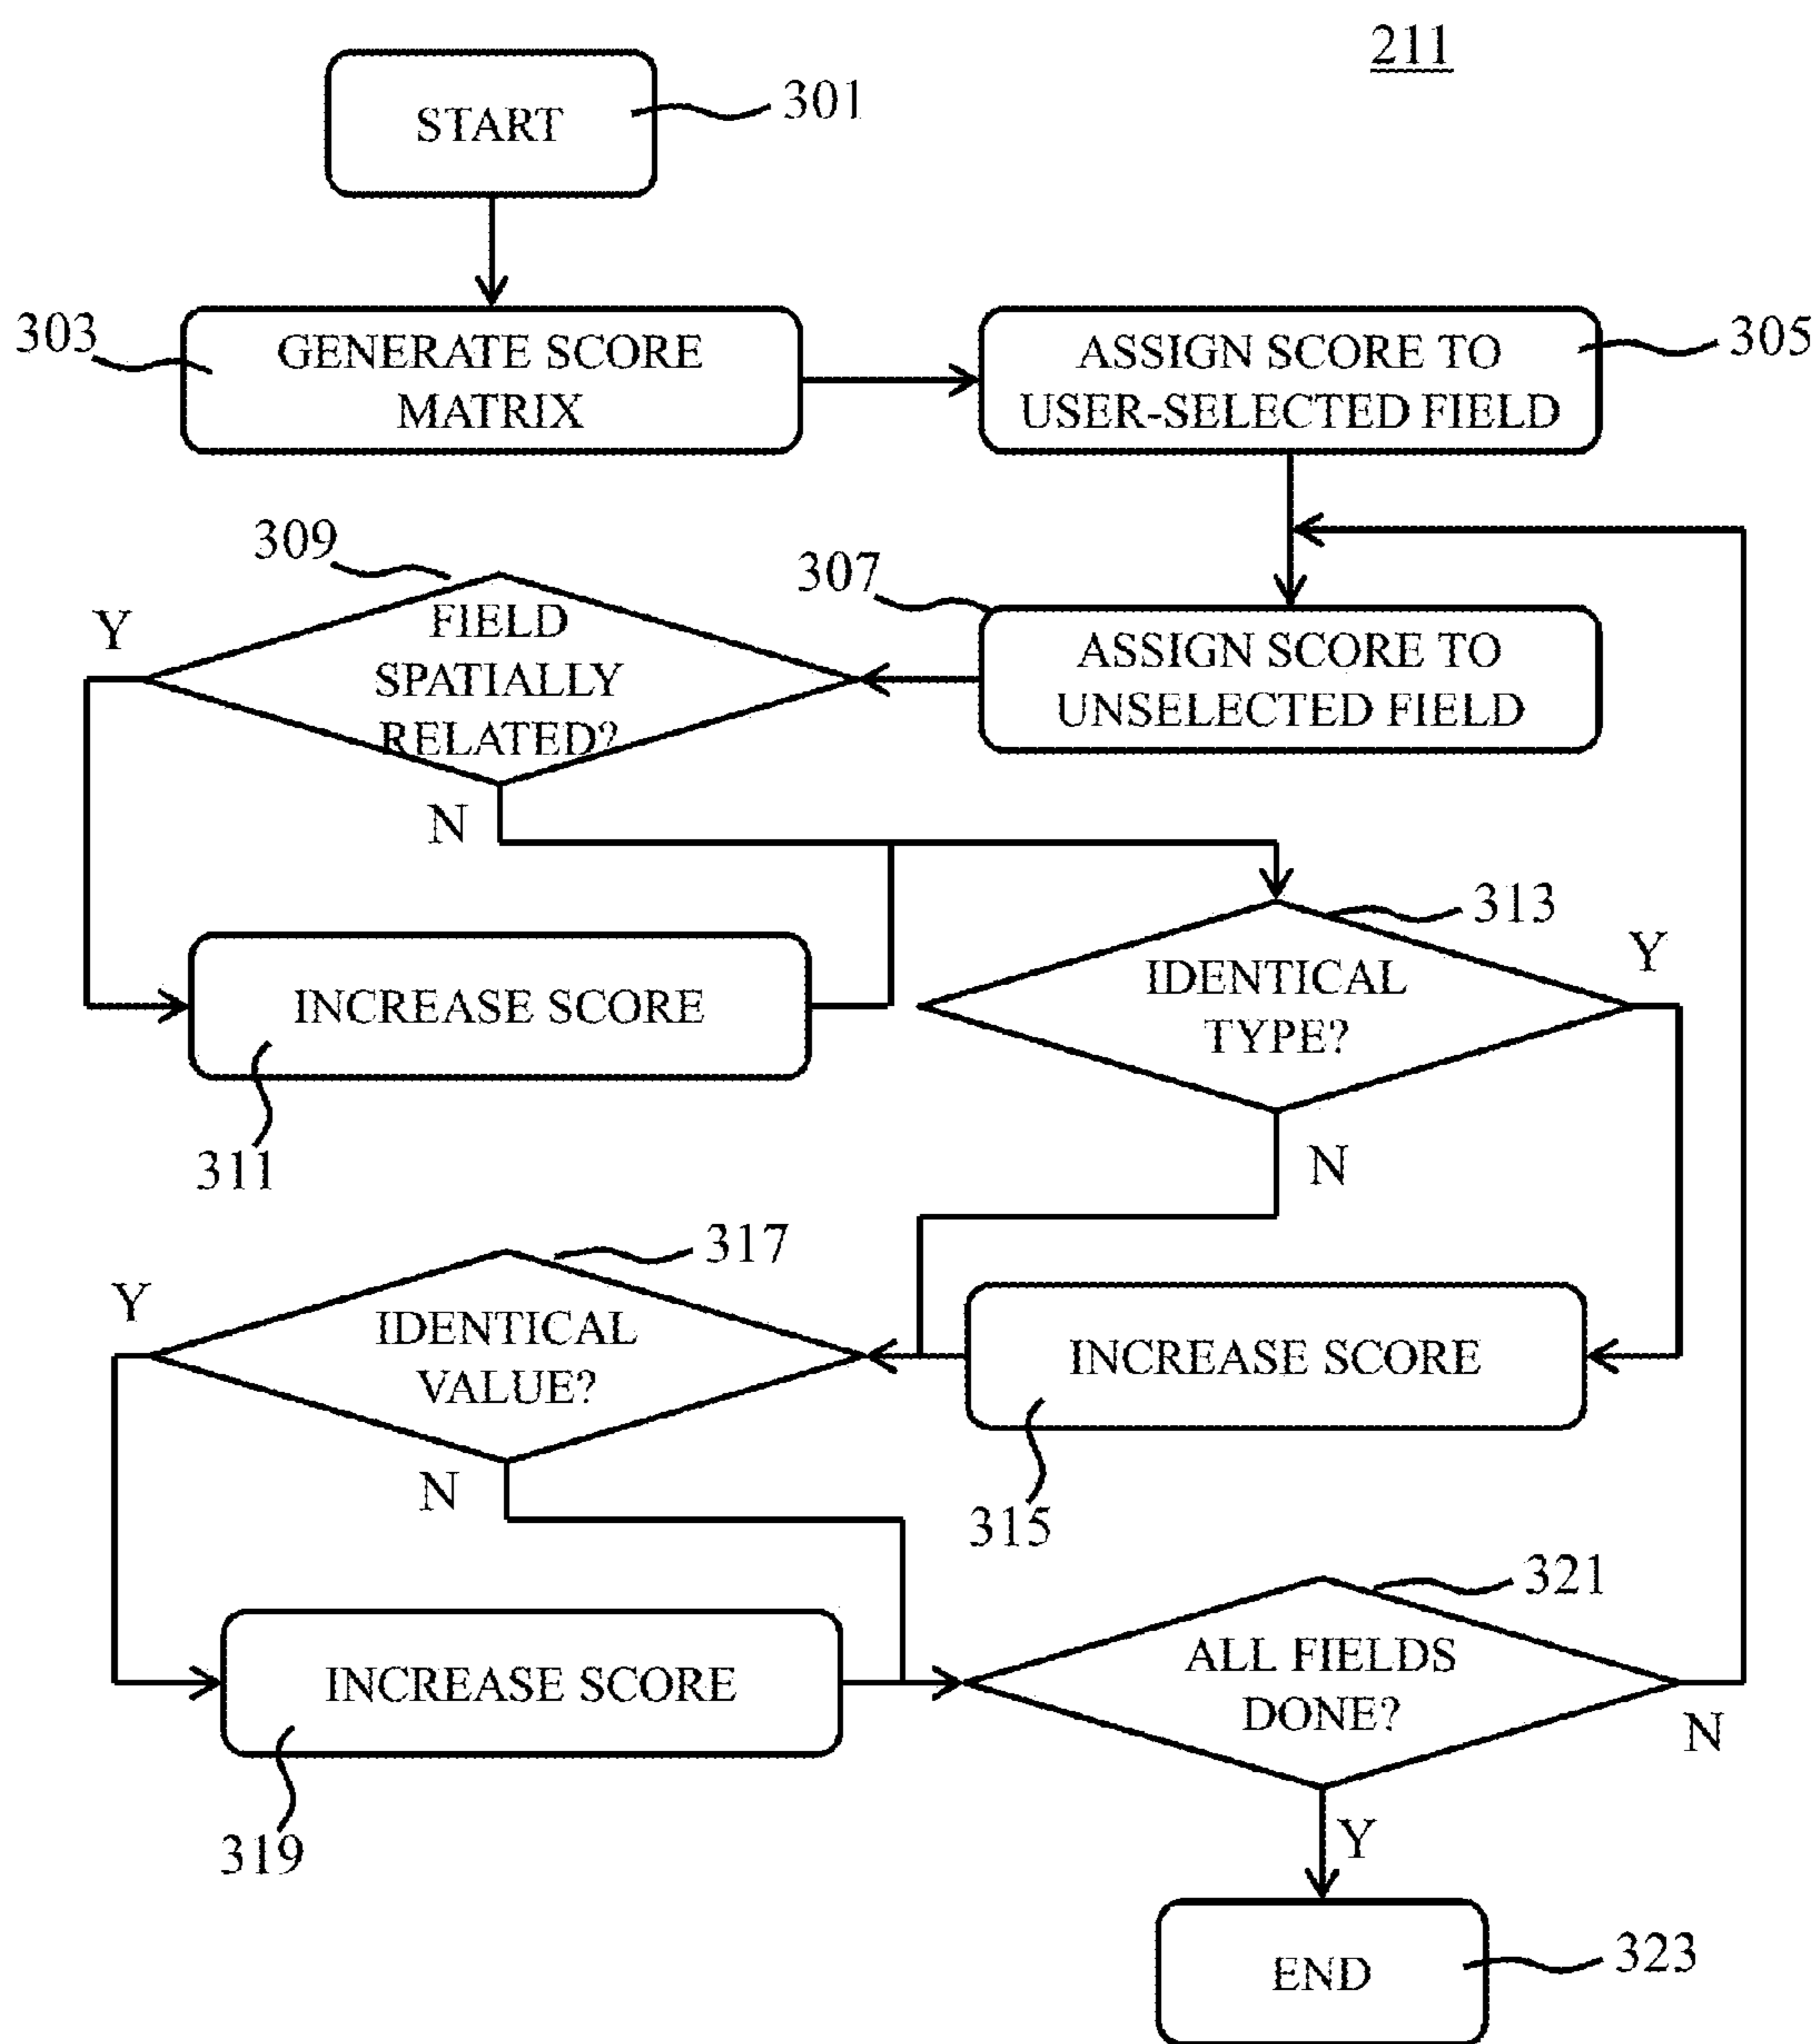 211
START
301
303
GENERATE SCORE
MATRIX
ASSIGN SCORE TO
USER-SELECTED FIELD
305
309
Y
FIELD
SPATIALLY
RELATED?
N
307
ASSIGN SCORE TO
UNSELECTED FIELD
INCREASE SCORE
311
313
Y
IDENTICAL
TYPE?
N
317
Y
IDENTICAL
VALUE?
N
INCREASE SCORE
315
INCREASE SCORE
319
321
ALL FIELDS
DONE?
N
Y
END
323